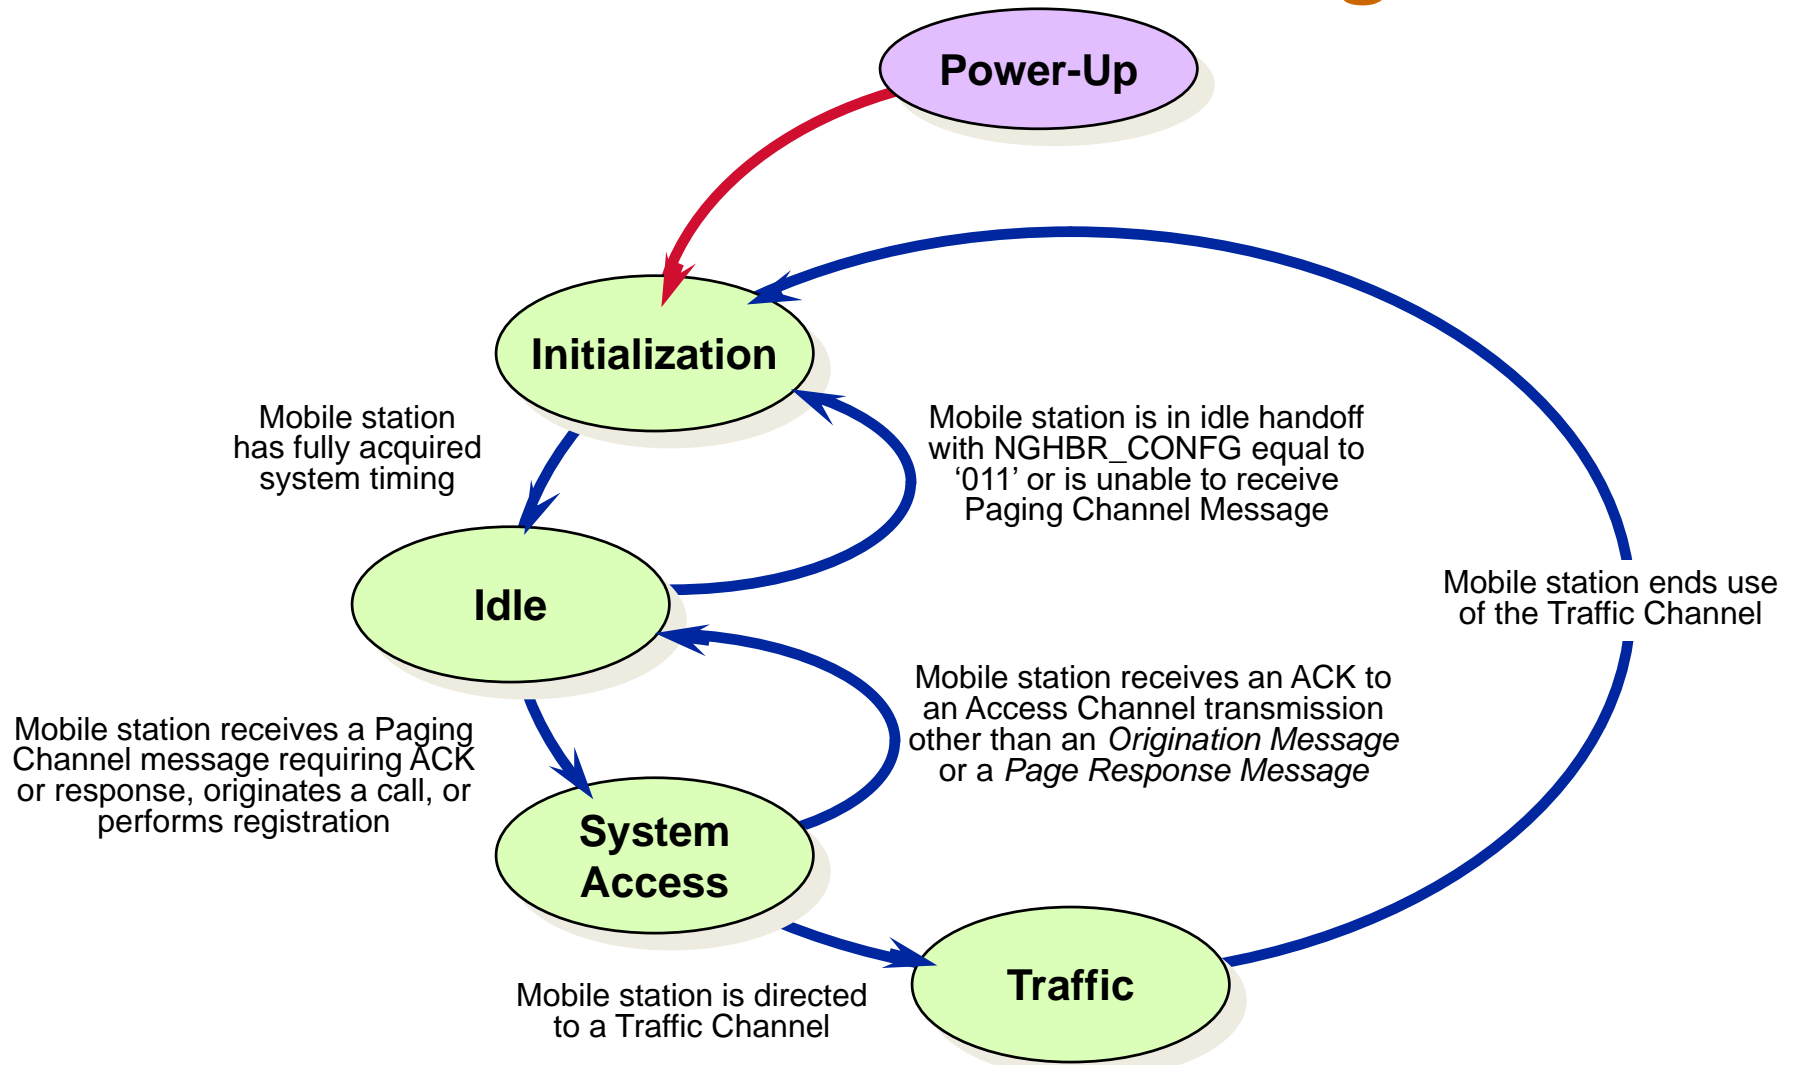 Power-Up
Initialization
Mobile station
has fully acquired
system timing
Mobile station is in idle handoff
with NGHBR_CONFG equal to
‘011’ or is unable to receive
Paging Channel Message
Idle
Mobile station ends use
of the Traffic Channel
Mobile station receives an ACK to
an Access Channel transmission
other than an Origination Message
or a Page Response Message
Mobile station receives a Paging
Channel message requiring ACK
or response, originates a call, or
performs registration
System
Access
Traffic
Mobile station is directed
to a Traffic Channel